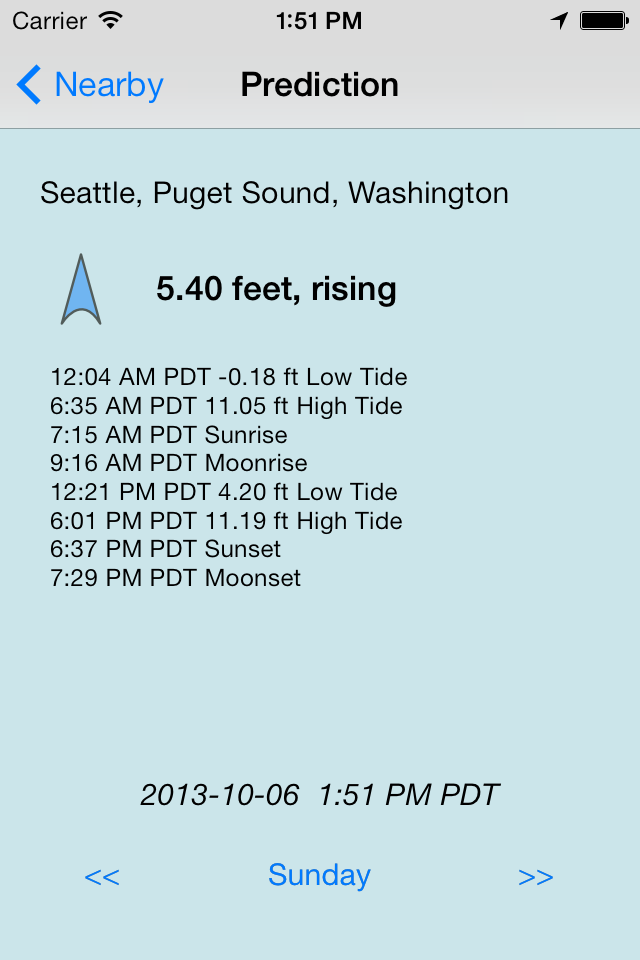 Carrier 1:51 PM
Nearby Prediction
Seattle, Puget Sound, Washington
5.40 feet, rising
12:04 AM PDT -0.18 ft Low Tide
6:35 AM PDT 11.05 ft High Tide
7:15 AM PDT Sunrise
9:16 AM PDT Moonrise
12:21 PM PDT 4.20 ft Low Tide
6:01 PM PDT 11.19 ft High Tide
6:37 PM PDT Sunset
7:29 PM PDT Moonset
2013-10-06 1:51 PM PDT
<< Sunday >>